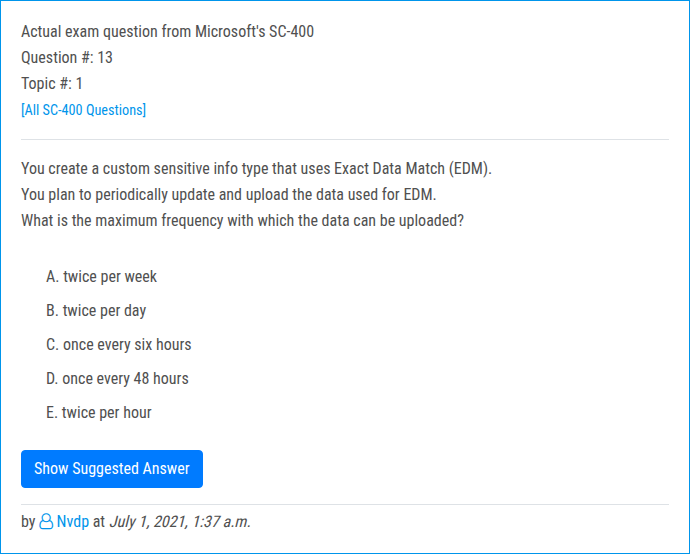 Actual exam question from Microsoft's SC-400
Question #: 13
Topic #: 1
[All SC-400 Questions]
You create a custom sensitive info type that uses Exact Data Match (EDM).
You plan to periodically update and upload the data used for EDM.
What is the maximum frequency with which the data can be uploaded?
A. twice per week
B. twice per day
C. once every six hours
D. once every 48 hours
E. twice per hour
Show Suggested Answer
by Nvdp at July 1, 2021, 1:37 a.m.